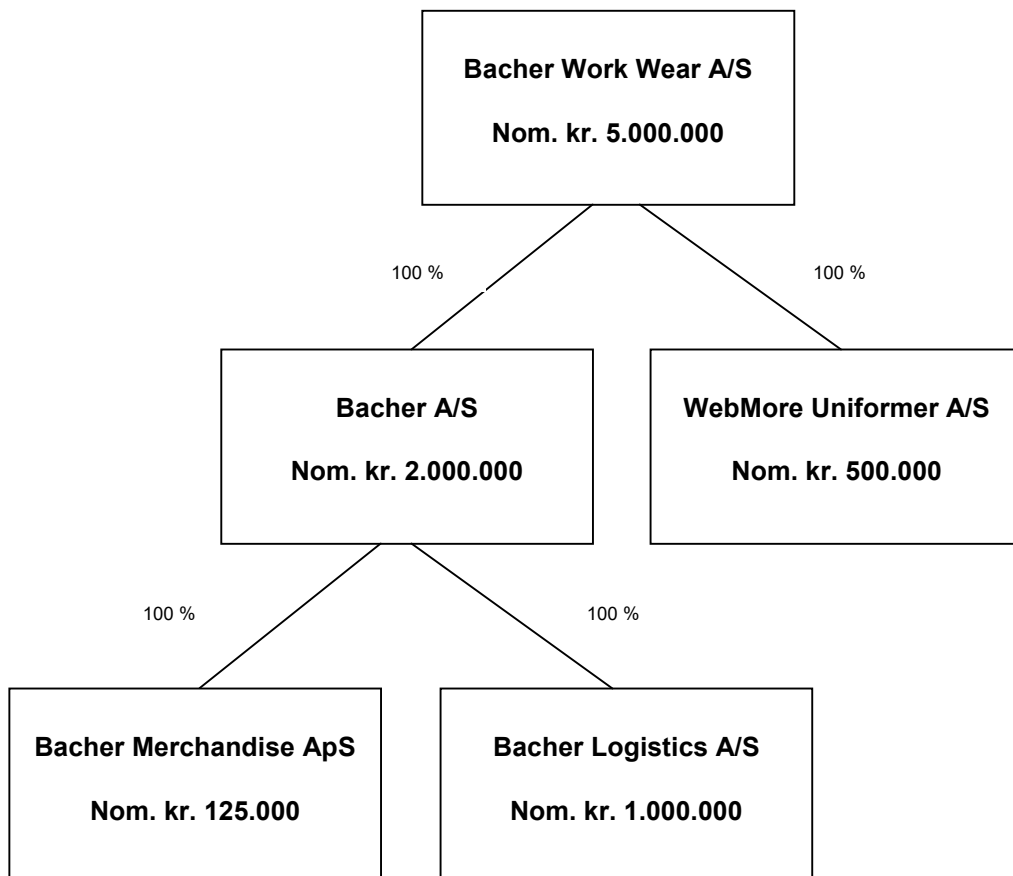 Bacher Work Wear A/S
Nom. kr. 5.000.000
100 %
100 %
Bacher A/S
Nom. kr. 2.000.000
WebMore Uniformer A/S
Nom. kr. 500.000
100 %
100 %
Bacher Merchandise ApS
Nom. kr. 125.000
Bacher Logistics A/S
Nom. kr. 1.000.000